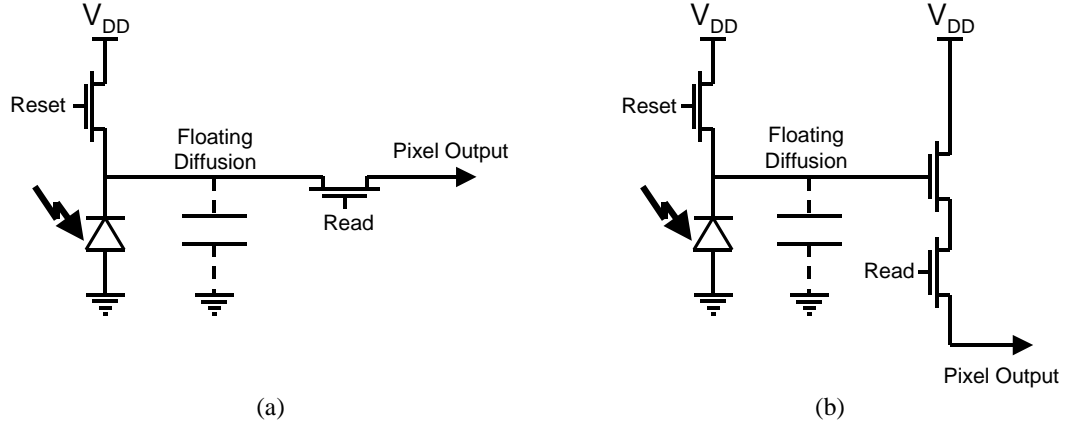 V_DD
Reset
Floating
Diffusion
Pixel Output
Read
(a)
V_DD
V_DD
Reset
Floating
Diffusion
Read
Pixel Output
(b)